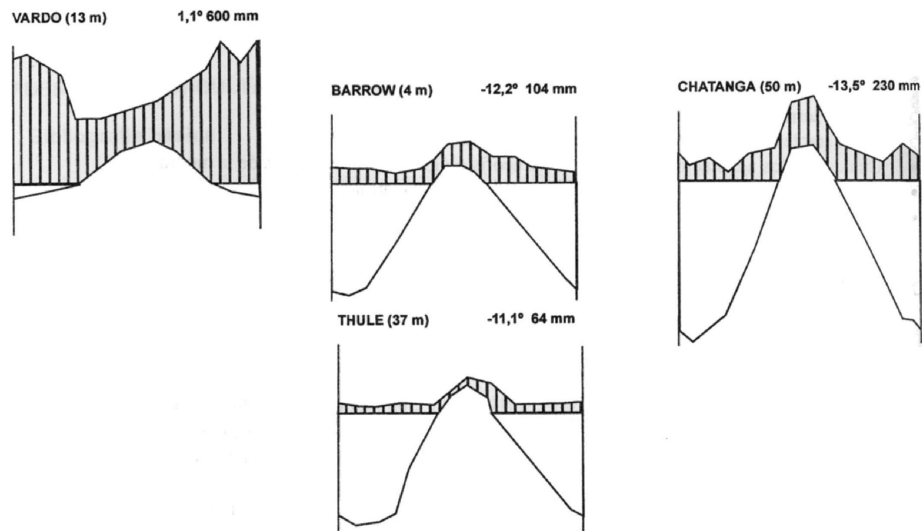 VARDO (13 m) 1,1º 600 mm
BARROW (4 m) -12,2º 104 mm
CHATANGA (50 m) -13,5º 230 mm
THULE (37 m) -11,1º 64 mm